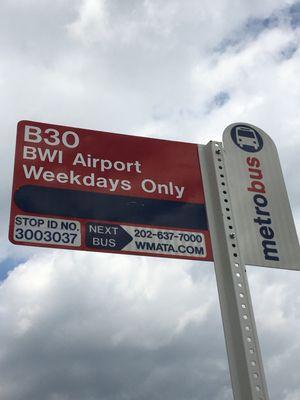 B30
BWI Airport
Weekdays Only
STOP ID NO.
3003037
NEXT
BUS
202-637-7000
WMATA.COM
metrobus